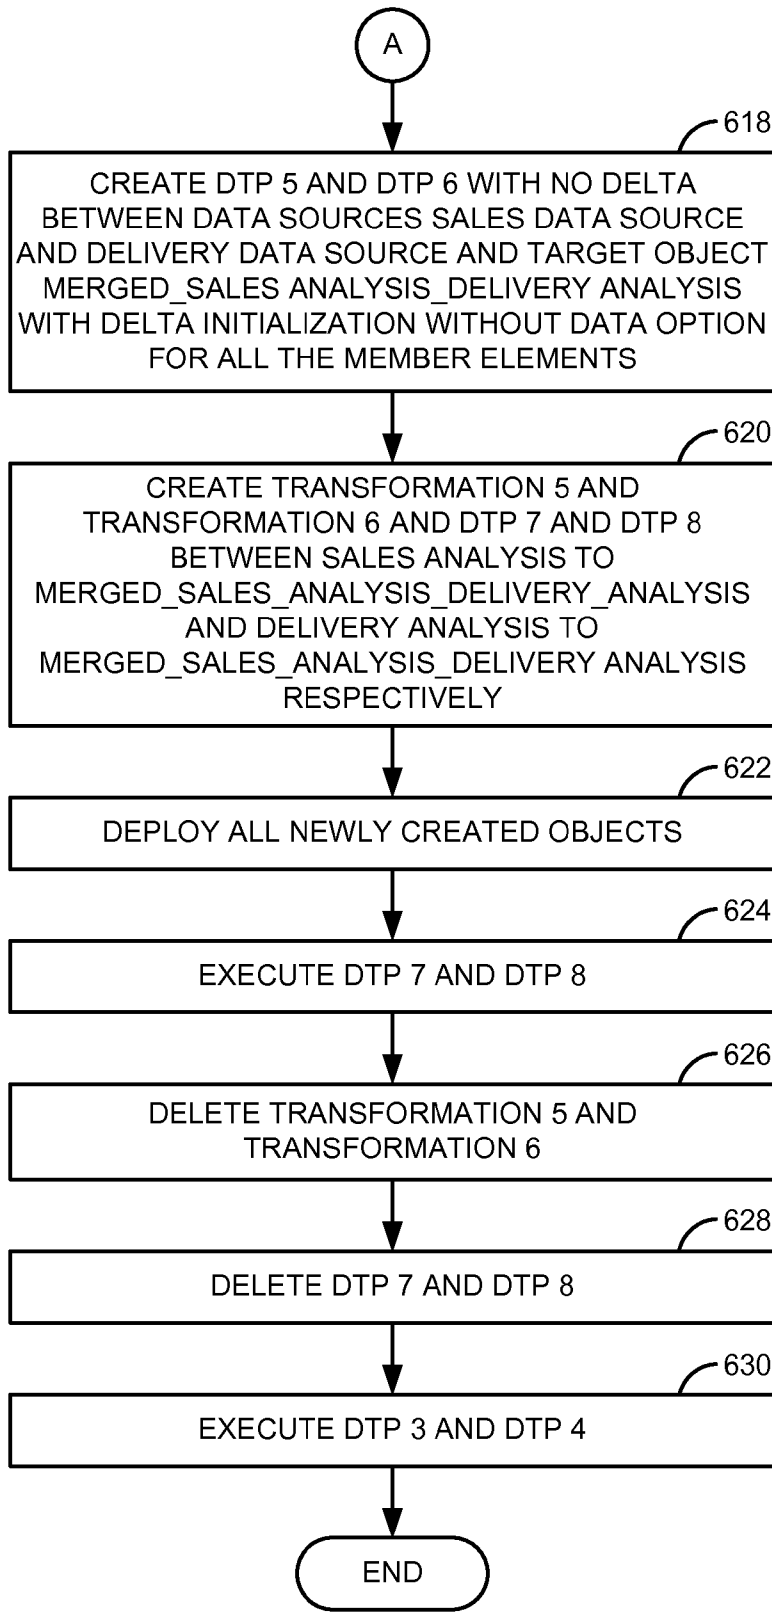 A
618
CREATE DTP 5 AND DTP 6 WITH NO DELTA
BETWEEN DATA SOURCES SALES DATA SOURCE
AND DELIVERY DATA SOURCE AND TARGET OBJECT
MERGED_SALES ANALYSIS_DELIVERY ANALYSIS
WITH DELTA INITIALIZATION WITHOUT DATA OPTION
FOR ALL THE MEMBER ELEMENTS
620
CREATE TRANSFORMATION 5 AND
TRANSFORMATION 6 AND DTP 7 AND DTP 8
BETWEEN SALES ANALYSIS TO
MERGED_SALES_ANALYSIS_DELIVERY_ANALYSIS
AND DELIVERY ANALYSIS TO
MERGED_SALES_ANALYSIS_DELIVERY ANALYSIS
RESPECTIVELY
622
DEPLOY ALL NEWLY CREATED OBJECTS
624
EXECUTE DTP 7 AND DTP 8
626
DELETE TRANSFORMATION 5 AND
TRANSFORMATION 6
628
DELETE DTP 7 AND DTP 8
630
EXECUTE DTP 3 AND DTP 4
END